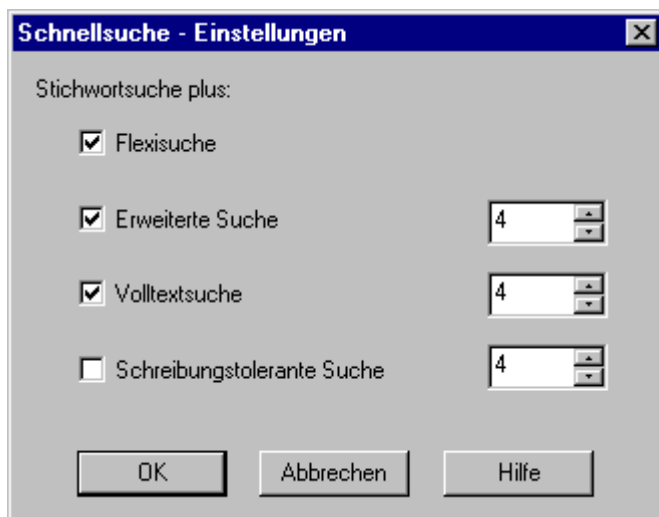 Schnellsuche - Einstellungen
Stichwortsuche plus:
Flexisuche
Erweiterte Suche 4
Volltextsuche 4
Schreibungstolerante Suche 4
OK Abbrechen Hilfe